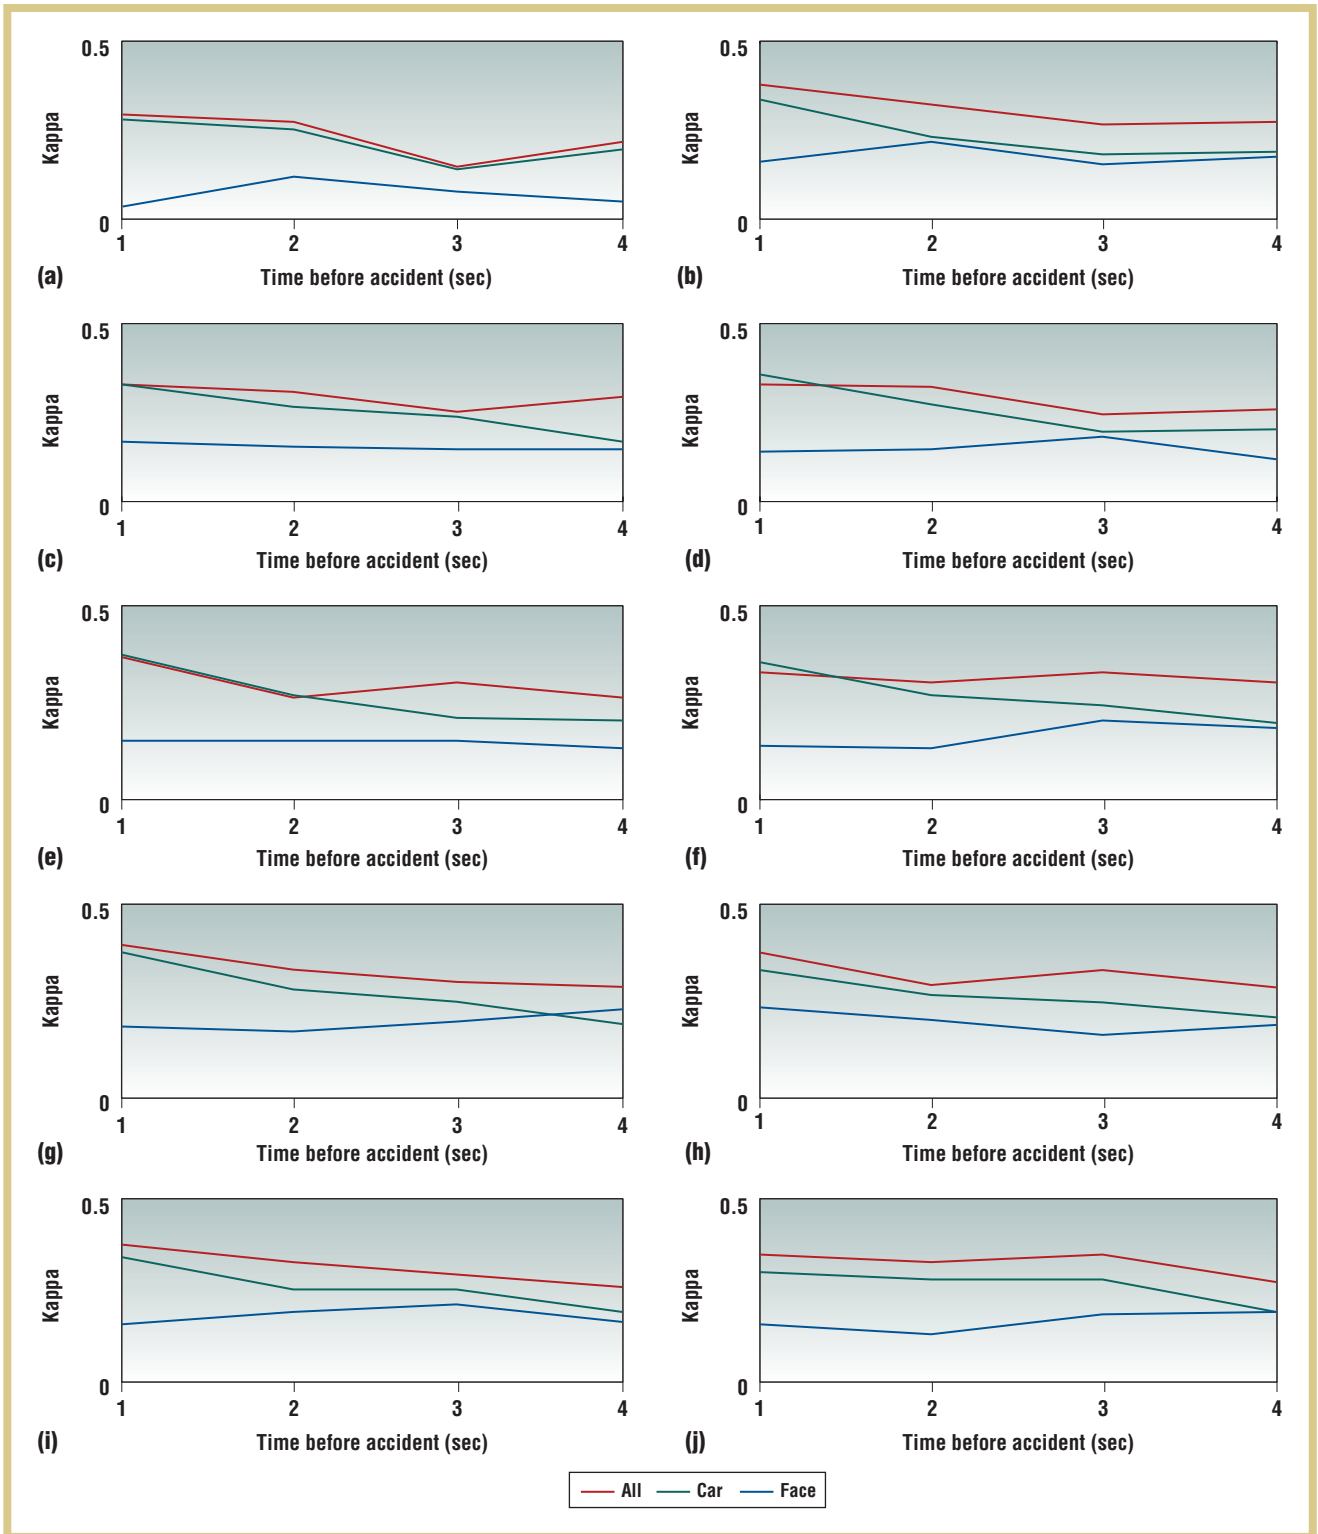 0.5
Kappa
0
1 2 3 4
(a) Time before accident (sec)
0.5
Kappa
0
1 2 3 4
(b) Time before accident (sec)
0.5
Kappa
0
1 2 3 4
(c) Time before accident (sec)
0.5
Kappa
0
1 2 3 4
(d) Time before accident (sec)
0.5
Kappa
0
1 2 3 4
(e) Time before accident (sec)
0.5
Kappa
0
1 2 3 4
(f) Time before accident (sec)
0.5
Kappa
0
1 2 3 4
(g) Time before accident (sec)
0.5
Kappa
0
1 2 3 4
(h) Time before accident (sec)
0.5
Kappa
0
1 2 3 4
(i) Time before accident (sec)
0.5
Kappa
0
1 2 3 4
(j) Time before accident (sec)
All Car Face